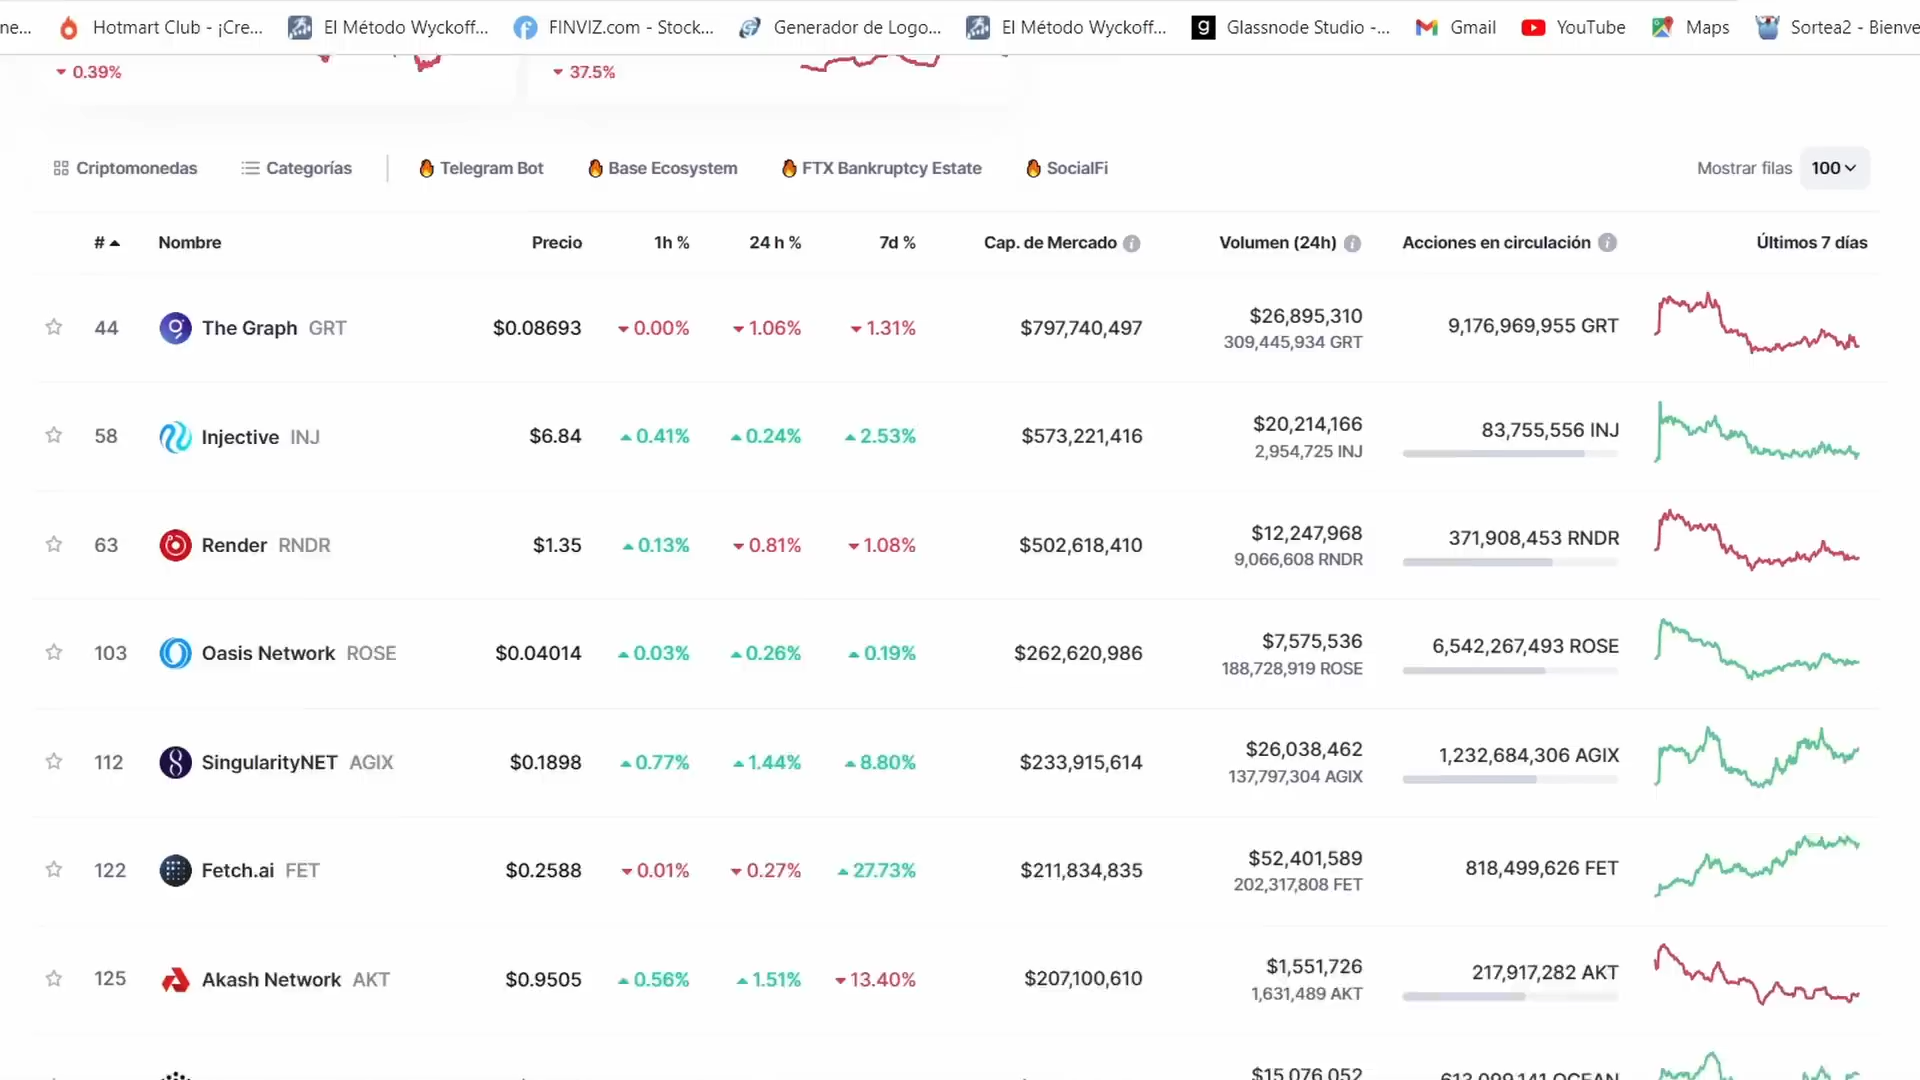 ne... Hotmart Club - ¡Cre... El Método Wyckoff... FINVIZ.com - Stock... Generador de Logo... El Método Wyckoff... Glassnode Studio -... Gmail YouTube Maps Sortea2 - Bienve
0.39% 37.5%
Criptomonedas Categorías Telegram Bot Base Ecosystem FTX Bankruptcy Estate SocialFi Mostrar filas 100
# Nombre Precio 1h % 24 h % 7d % Cap. de Mercado Volumen (24h) Acciones en circulación Últimos 7 días
44 The Graph GRT $0.08693 0.00% 1.06% 1.31% $797,740,497 $26,895,310 9,176,969,955 GRT
309,445,934 GRT
58 Injective INJ $6.84 0.41% 0.24% 2.53% $573,221,416 $20,214,166 83,755,556 INJ
2,954,725 INJ
63 Render RNDR $1.35 0.13% 0.81% 1.08% $502,618,410 $12,247,968 371,908,453 RNDR
9,066,608 RNDR
103 Oasis Network ROSE $0.04014 0.03% 0.26% 0.19% $262,620,986 $7,575,536 6,542,267,493 ROSE
188,728,919 ROSE
112 SingularityNET AGIX $0.1898 0.77% 1.44% 8.80% $233,915,614 $26,038,462 1,232,684,306 AGIX
137,797,304 AGIX
122 Fetch.ai FET $0.2588 0.01% 0.27% 27.73% $211,834,835 $52,401,589 818,499,626 FET
202,317,808 FET
125 Akash Network AKT $0.9505 0.56% 1.51% 13.40% $207,100,610 $1,551,726 217,917,282 AKT
1,631,489 AKT
$15,076,052 613,099,141 OCEAN